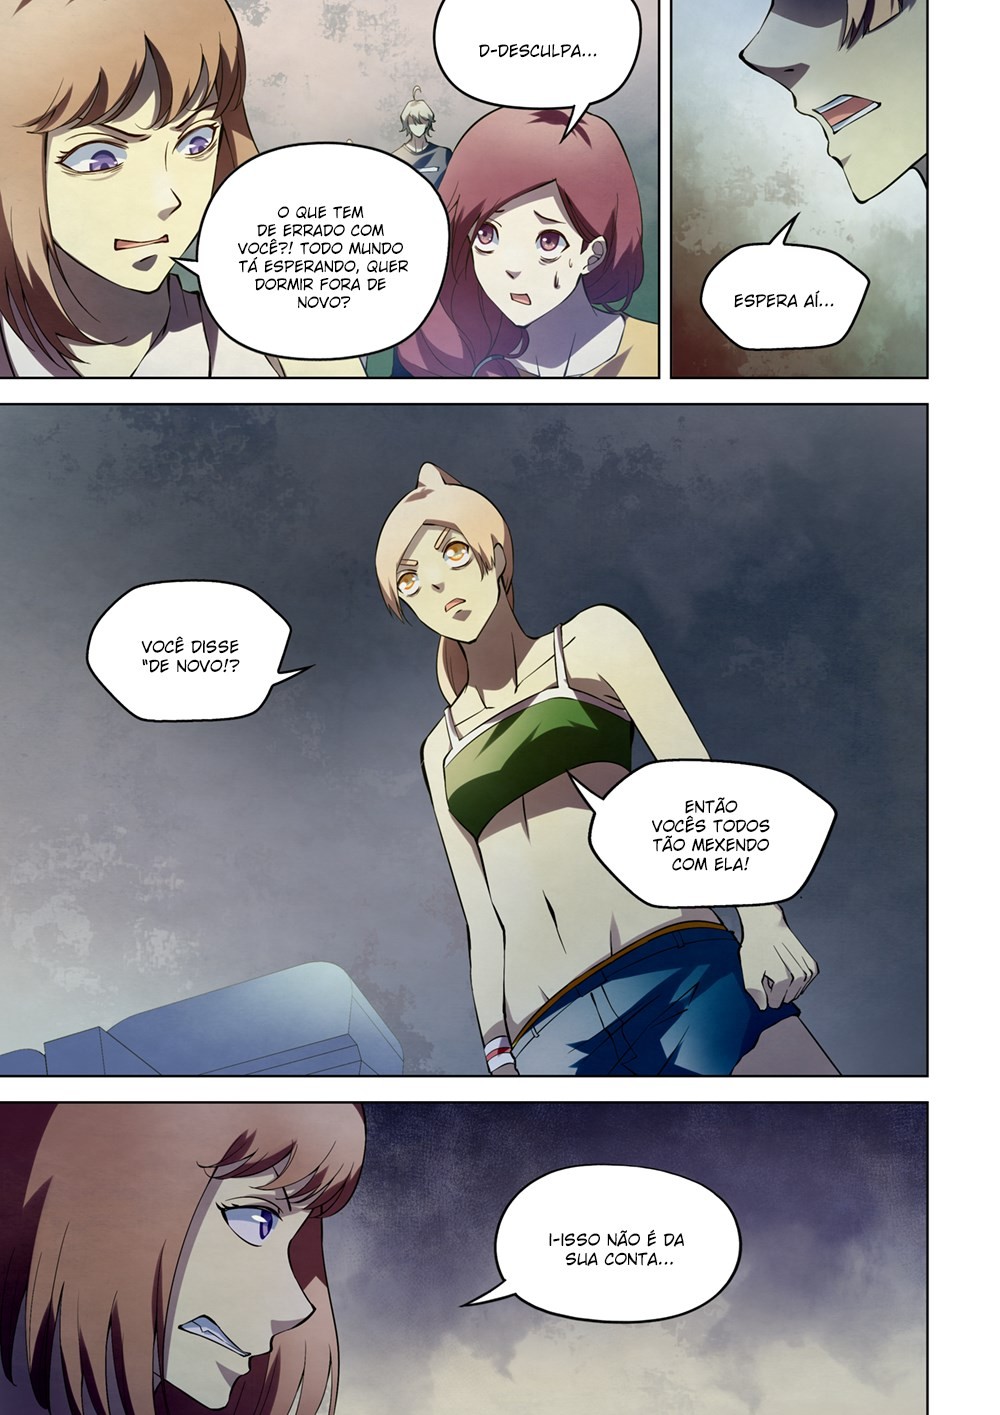 D-DESCULPA...
O QUE TEM
DE ERRADO COM
VOCÊ?! TODO MUNDO
TÁ ESPERANDO, QUER
DORMIR FORA DE
NOVO?
ESPERA AÍ...
VOCÊ DISSE
"DE NOVO!?
ENTÃO
VOCÊS TODOS
TÃO MEXENDO
COM ELA!
I-ISSO NÃO É DA
SUA CONTA...